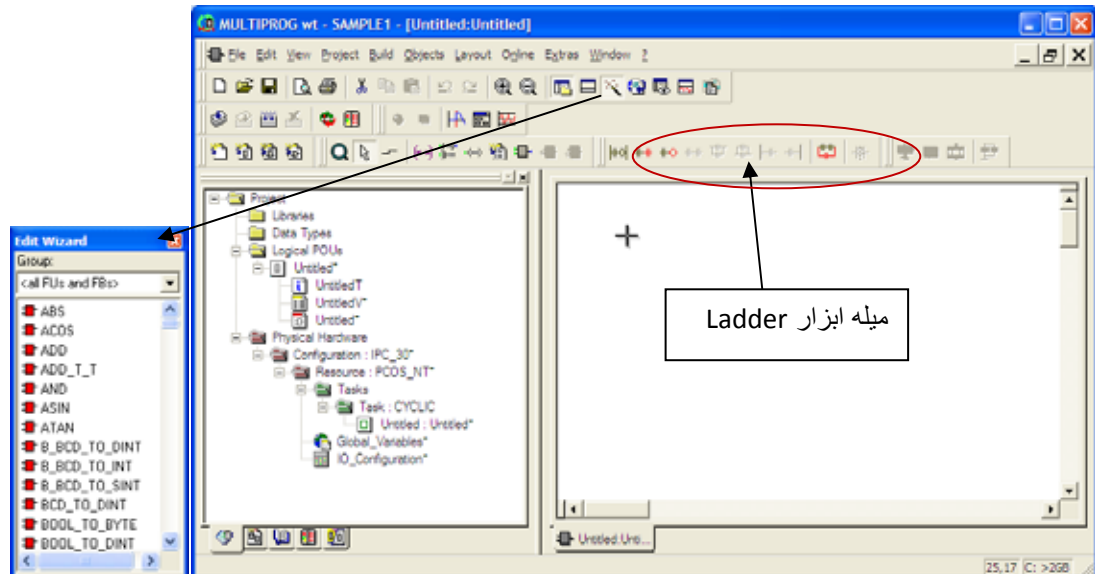 MULTIPROG wt - SAMPLE1 - [Untitled:Untitled]
File Edit View Project Build Objects Layout Online Extras Window ?
Project
Libraries
Data Types
Logical POUs
Untitled*
UntitledT
UntitledV*
Untitled*
Physical Hardware
Configuration : IPC_30*
Resource : PCOS_NT*
Tasks
Task : CYCLIC
Untitled : Untitled*
Global_Variables*
IO_Configuration*
Edit Wizard
Group:
<all FUs and FBs>
ABS
ACOS
ADD
ADD_T_T
AND
ASIN
ATAN
B_BCD_TO_DINT
B_BCD_TO_INT
B_BCD_TO_SINT
BCD_TO_DINT
BOOL_TO_BYTE
BOOL_TO_DINT
میله ابزار Ladder
Untitled:Unti...
25,17 C: >2GB